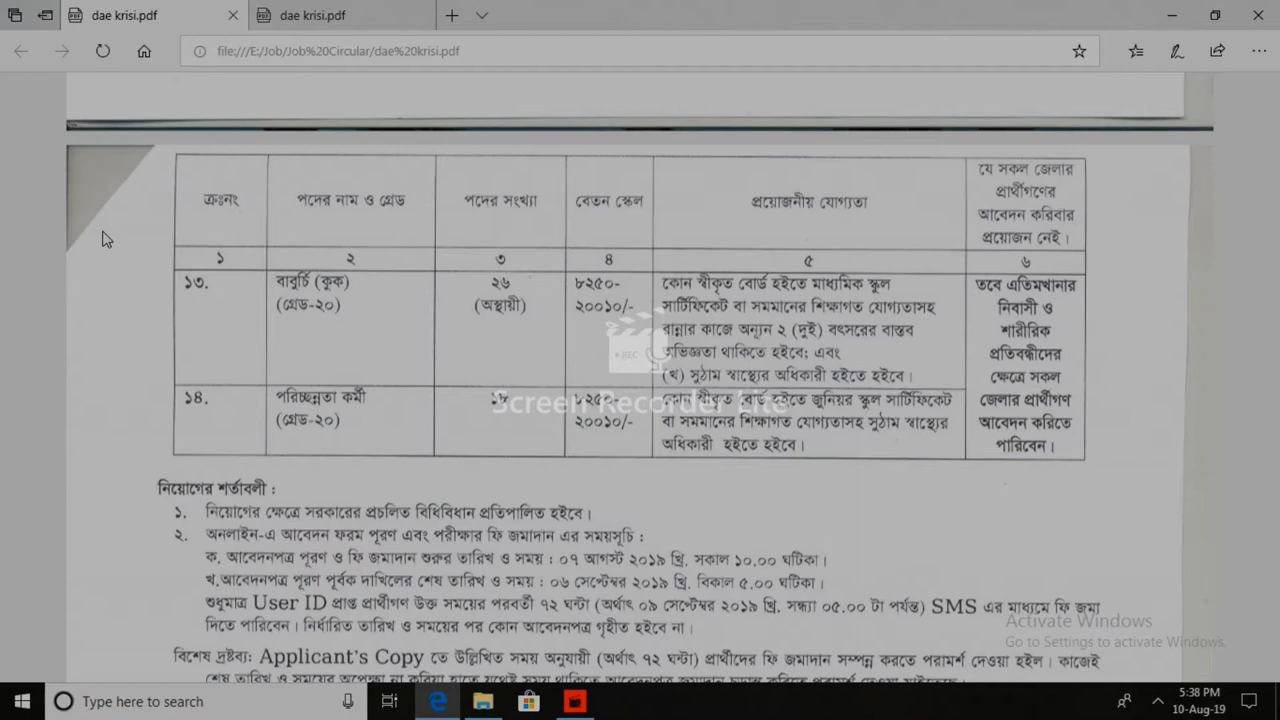 dae krisi.pdf
dae krisi.pdf
file:///E:/Job/Job%20Circular/dae%20krisi.pdf
ক্রঃনং
পদের নাম ও গ্রেড
পদের সংখ্যা
বেতন স্কেল
প্রয়োজনীয় যোগ্যতা
যে সকল জেলার
প্রার্থীগণের
আবেদন করিবার
প্রয়োজন নেই।
১
২
৩
৪
৫
৬
১৩.
বাবুর্চি (কুক)
(গ্রেড-২০)
২৬
(অস্থায়ী)
৮২৫০-
২০০১০/-
কোন স্বীকৃত বোর্ড হইতে মাধ্যমিক স্কুল
সার্টিফিকেট বা সমমানের শিক্ষাগত যোগ্যতাসহ
রান্নার কাজে অন্যূন ২ (দুই) বৎসরের বাস্তব
অভিজ্ঞতা থাকিতে হইবে; এবং
(খ) সুঠাম স্বাস্থ্যের অধিকারী হইতে হইবে।
তবে এতিমখানার
নিবাসী ও
শারীরিক
প্রতিবন্ধীদের
ক্ষেত্রে সকল
জেলার প্রার্থীগণ
আবেদন করিতে
পারিবেন।
১৪.
পরিচ্ছন্নতা কর্মী
(গ্রেড-২০)
১৮
৮২৫০-
২০০১০/-
কোন স্বীকৃত বোর্ড হইতে জুনিয়র স্কুল সার্টিফিকেট
বা সমমানের শিক্ষাগত যোগ্যতাসহ সুঠাম স্বাস্থ্যের
অধিকারী হইতে হইবে।
REC
Screen Recorder Lite
নিয়োগের শর্তাবলী :
১. নিয়োগের ক্ষেত্রে সরকারের প্রচলিত বিধিবিধান প্রতিপালিত হইবে।
২. অনলাইন-এ আবেদন ফরম পূরণ এবং পরীক্ষার ফি জমাদান এর সময়সূচি :
ক. আবেদনপত্র পূরণ ও ফি জমাদান শুরুর তারিখ ও সময় : ০৭ আগস্ট ২০১৯ খ্রি. সকাল ১০.০০ ঘটিকা।
খ.আবেদনপত্র পূরণ পূর্বক দাখিলের শেষ তারিখ ও সময় : ০৬ সেপ্টেম্বর ২০১৯ খ্রি. বিকাল ৫.০০ ঘটিকা।
শুধুমাত্র User ID প্রাপ্ত প্রার্থীগণ উক্ত সময়ের পরবর্তী ৭২ ঘন্টা (অর্থাৎ ০৯ সেপ্টেম্বর ২০১৯ খ্রি. সন্ধ্যা ০৫.০০ টা পর্যন্ত) SMS এর মাধ্যমে ফি জমা
দিতে পারিবেন। নির্ধারিত তারিখ ও সময়ের পর কোন আবেদনপত্র গৃহীত হইবে না।
Activate Windows
Go to Settings to activate Windows.
বিশেষ দ্রষ্টব্য: Applicant's Copy তে উল্লিখিত সময় অনুযায়ী (অর্থাৎ ৭২ ঘন্টা) প্রার্থীদের ফি জমাদান সম্পন্ন করতে পরামর্শ দেওয়া হইল। কাজেই
Type here to search
5:38 PM
10-Aug-19